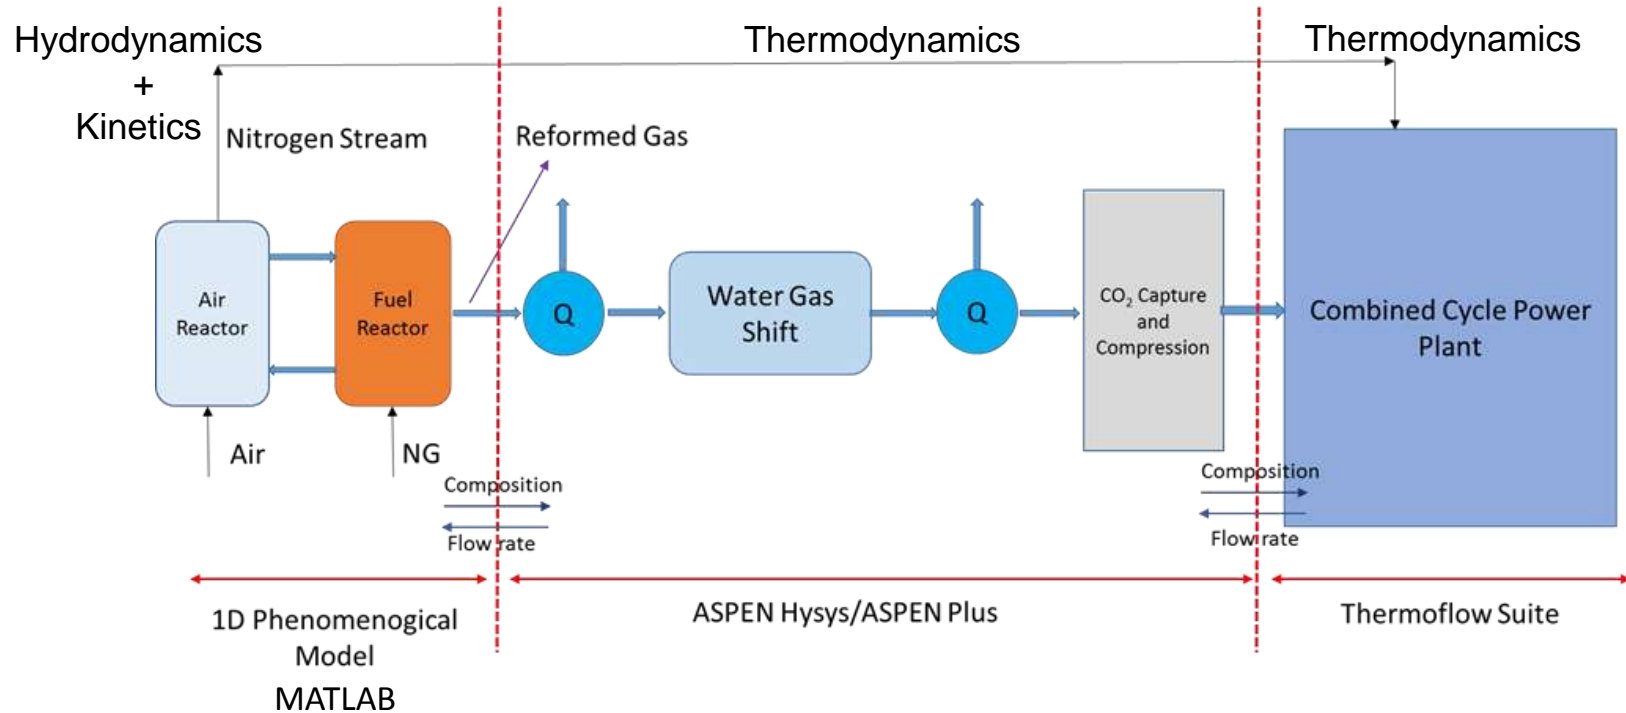 Hydrodynamics
+
Kinetics
Thermodynamics
Thermodynamics
Nitrogen Stream
Reformed Gas
Air
Reactor
Fuel
Reactor
Q
Water Gas
Shift
Q
CO₂ Capture
and
Compression
Combined Cycle Power
Plant
Air
NG
Composition
Flow rate
Composition
Flow rate
1D Phenomenogical
Model
MATLAB
ASPEN Hysys/ASPEN Plus
Thermoflow Suite